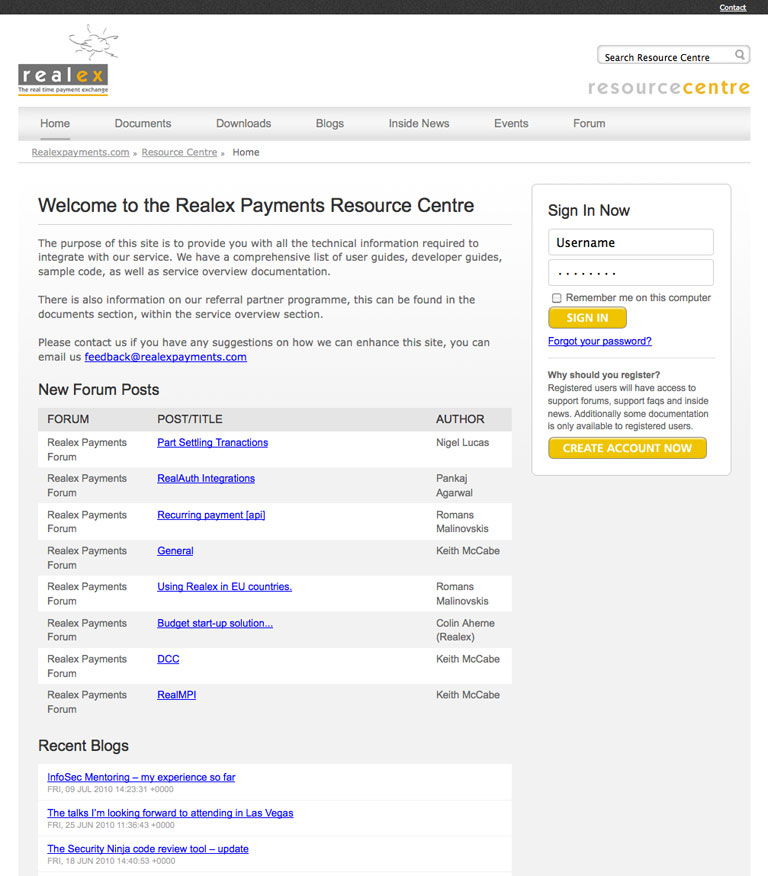 Contact
realex
The real time payment exchange
Search Resource Centre
resourcecentre
Home Documents Downloads Blogs Inside News Events Forum
Realexpayments.com » Resource Centre » Home
Welcome to the Realex Payments Resource Centre
The purpose of this site is to provide you with all the technical information required to
integrate with our service. We have a comprehensive list of user guides, developer guides,
sample code, as well as service overview documentation.
There is also information on our referral partner programme, this can be found in the
documents section, within the service overview section.
Please contact us if you have any suggestions on how we can enhance this site, you can
email us feedback@realexpayments.com
New Forum Posts
FORUM POST/TITLE AUTHOR
Realex Payments Part Settling Tranactions Nigel Lucas
Forum
Realex Payments RealAuth Integrations Pankaj
Forum Agarwal
Realex Payments Recurring payment [api] Romans
Forum Malinovskis
Realex Payments General Keith McCabe
Forum
Realex Payments Using Realex in EU countries. Romans
Forum Malinovskis
Realex Payments Budget start-up solution... Colin Aherne
Forum (Realex)
Realex Payments DCC Keith McCabe
Forum
Realex Payments RealMPI Keith McCabe
Forum
Recent Blogs
InfoSec Mentoring – my experience so far
FRI, 09 JUL 2010 14:23:31 +0000
The talks I'm looking forward to attending in Las Vegas
FRI, 25 JUN 2010 11:36:43 +0000
The Security Ninja code review tool – update
FRI, 18 JUN 2010 14:40:53 +0000
Sign In Now
Username
........
Remember me on this computer
SIGN IN
Forgot your password?
Why should you register?
Registered users will have access to
support forums, support faqs and inside
news. Additionally some documentation
is only available to registered users.
CREATE ACCOUNT NOW